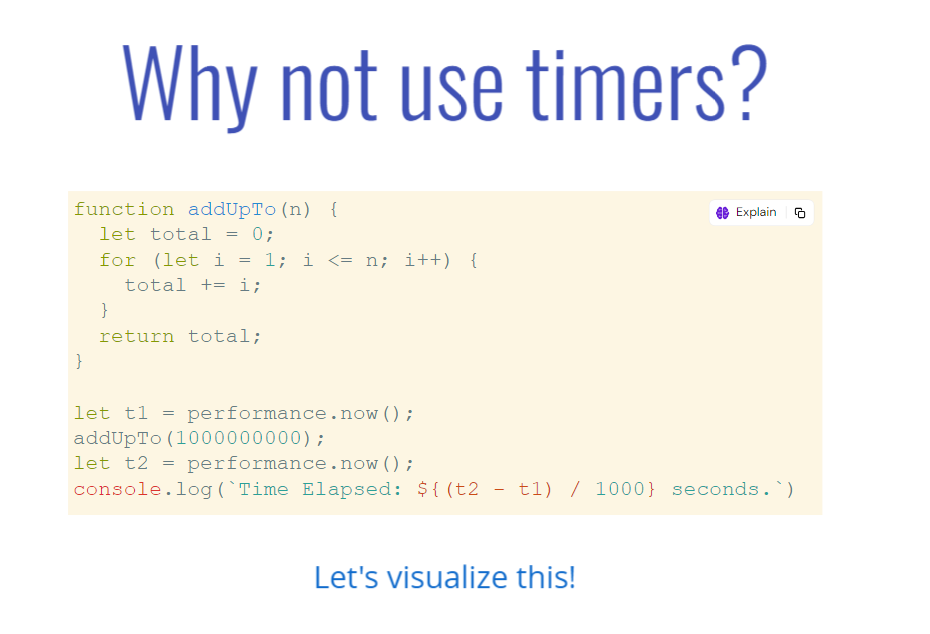 Why not use timers?
function addUpTo(n) {
  let total = 0;
  for (let i = 1; i <= n; i++) {
    total += i;
  }
  return total;
}
Explain
let t1 = performance.now();
addUpTo(1000000000);
let t2 = performance.now();
console.log(`Time Elapsed: ${(t2 - t1) / 1000} seconds.`)
Let's visualize this!